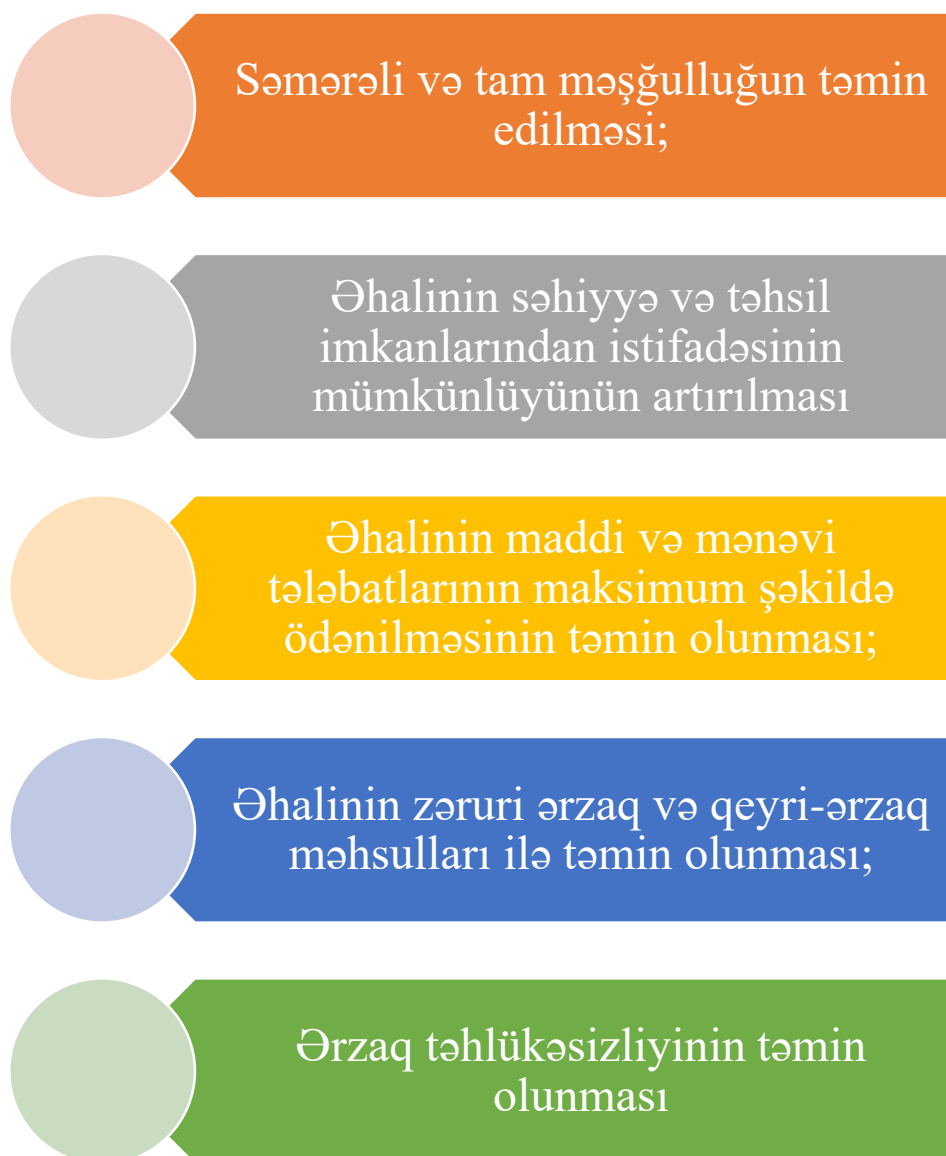 Səmərəli və tam məşğulluğun təmin
edilməsi;
Əhalinin səhiyyə və təhsil
imkanlarından istifadəsinin
mümkünlüyünün artırılması
Əhalinin maddi və mənəvi
tələbatlarının maksimum şəkildə
ödənilməsinin təmin olunması;
Əhalinin zəruri ərzaq və qeyri-ərzaq
məhsulları ilə təmin olunması;
Ərzaq təhlükəsizliyinin təmin
olunması